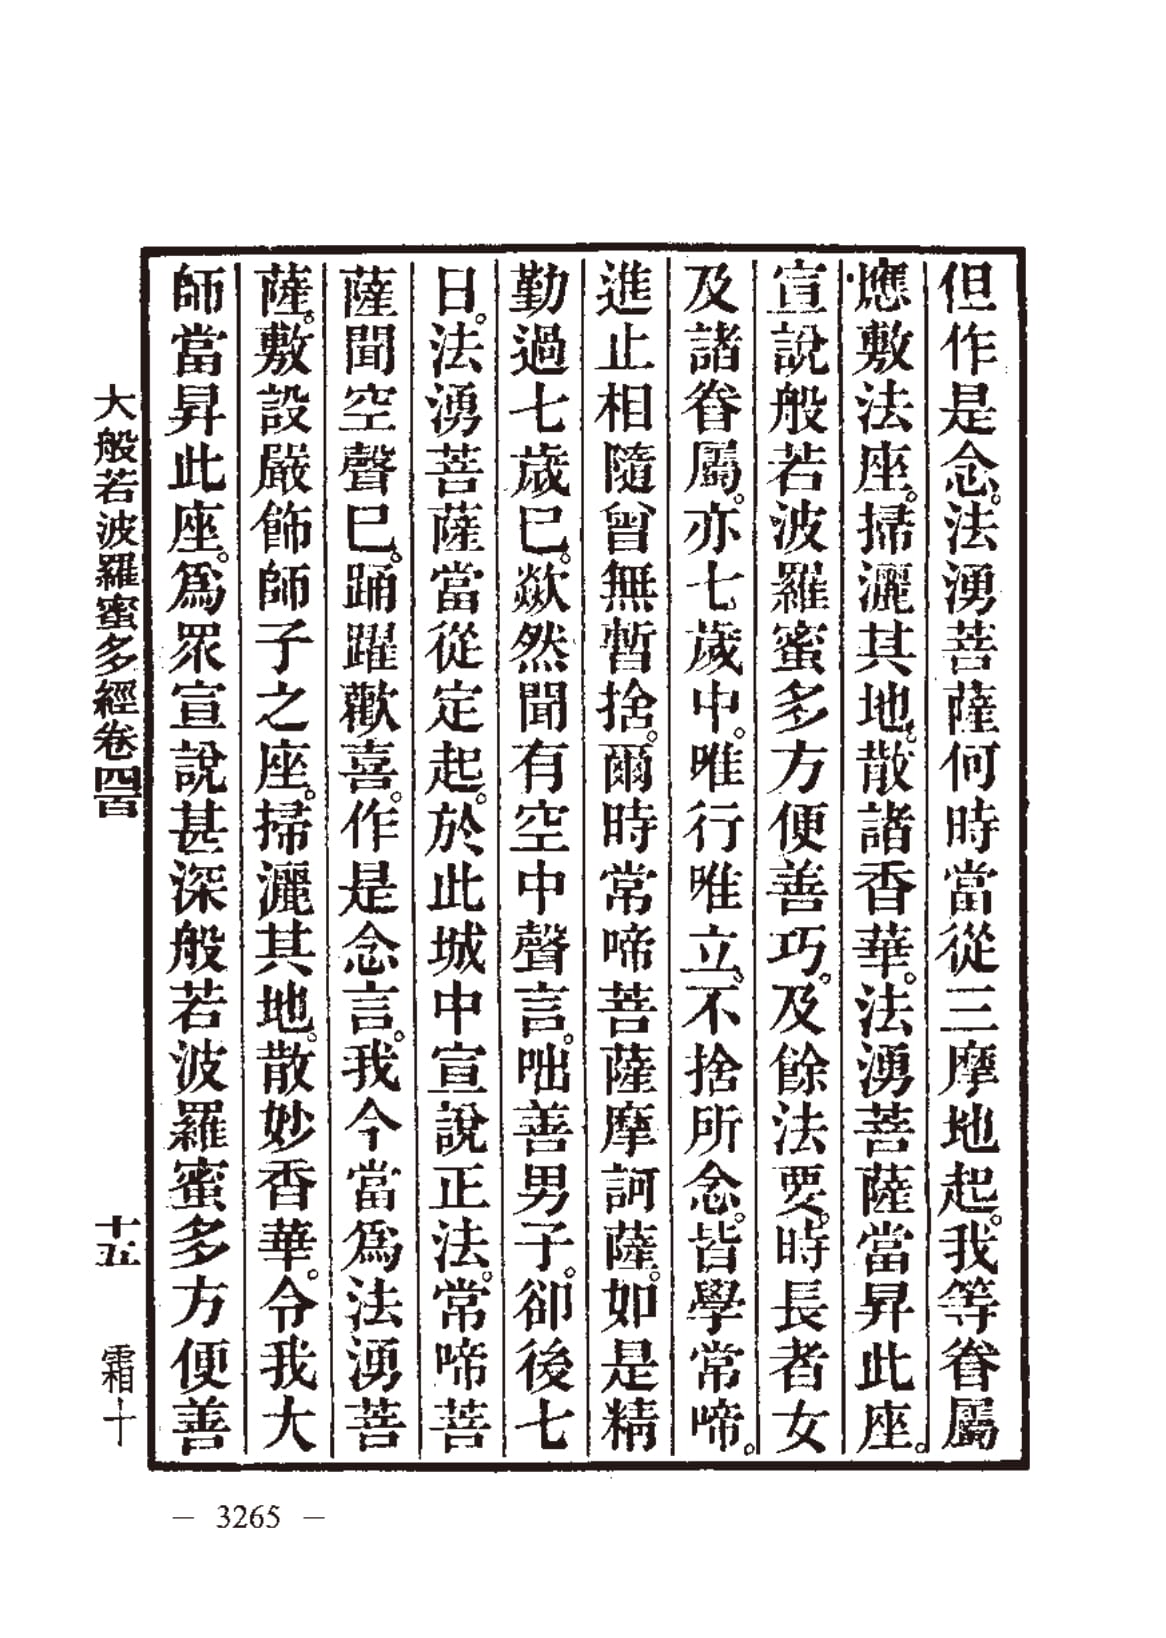 但作是念。法湧菩薩何時當從三摩地起。我等眷屬
應敷法座。掃灑其地。散諸香華。法湧菩薩當昇此座。
宣說般若波羅蜜多方便善巧。及餘法要。時長者女
及諸眷屬。亦七歲中。唯行唯立。不捨所念。皆學常啼。
進止相隨曾無暫捨。爾時常啼菩薩摩訶薩。如是精
勤過七歲已。歘然聞有空中聲言。咄善男子。卻後七
日。法湧菩薩當從定起。於此城中宣說正法。常啼菩
薩聞空聲已。踊躍歡喜。作是念言。我今當爲法湧菩
薩。敷設嚴飾師子之座。掃灑其地。散妙香華。令我大
師當昇此座。爲眾宣說甚深般若波羅蜜多方便善
大般若波羅蜜多經卷四百 十五 霜十
— 3265 —